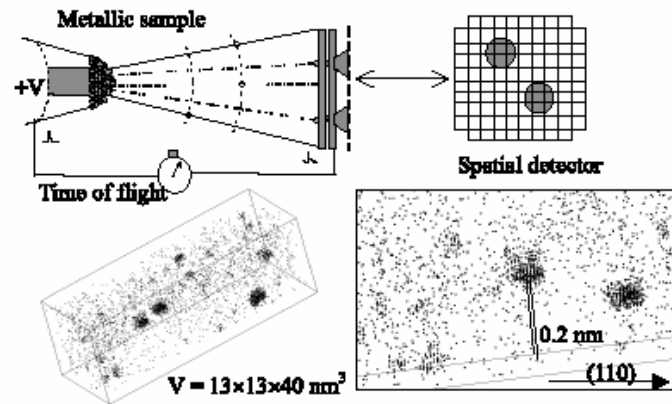 Metallic sample
+V
Time of flight
Spatial detector
V = 13×13×40 nm³
0.2 nm
(110)